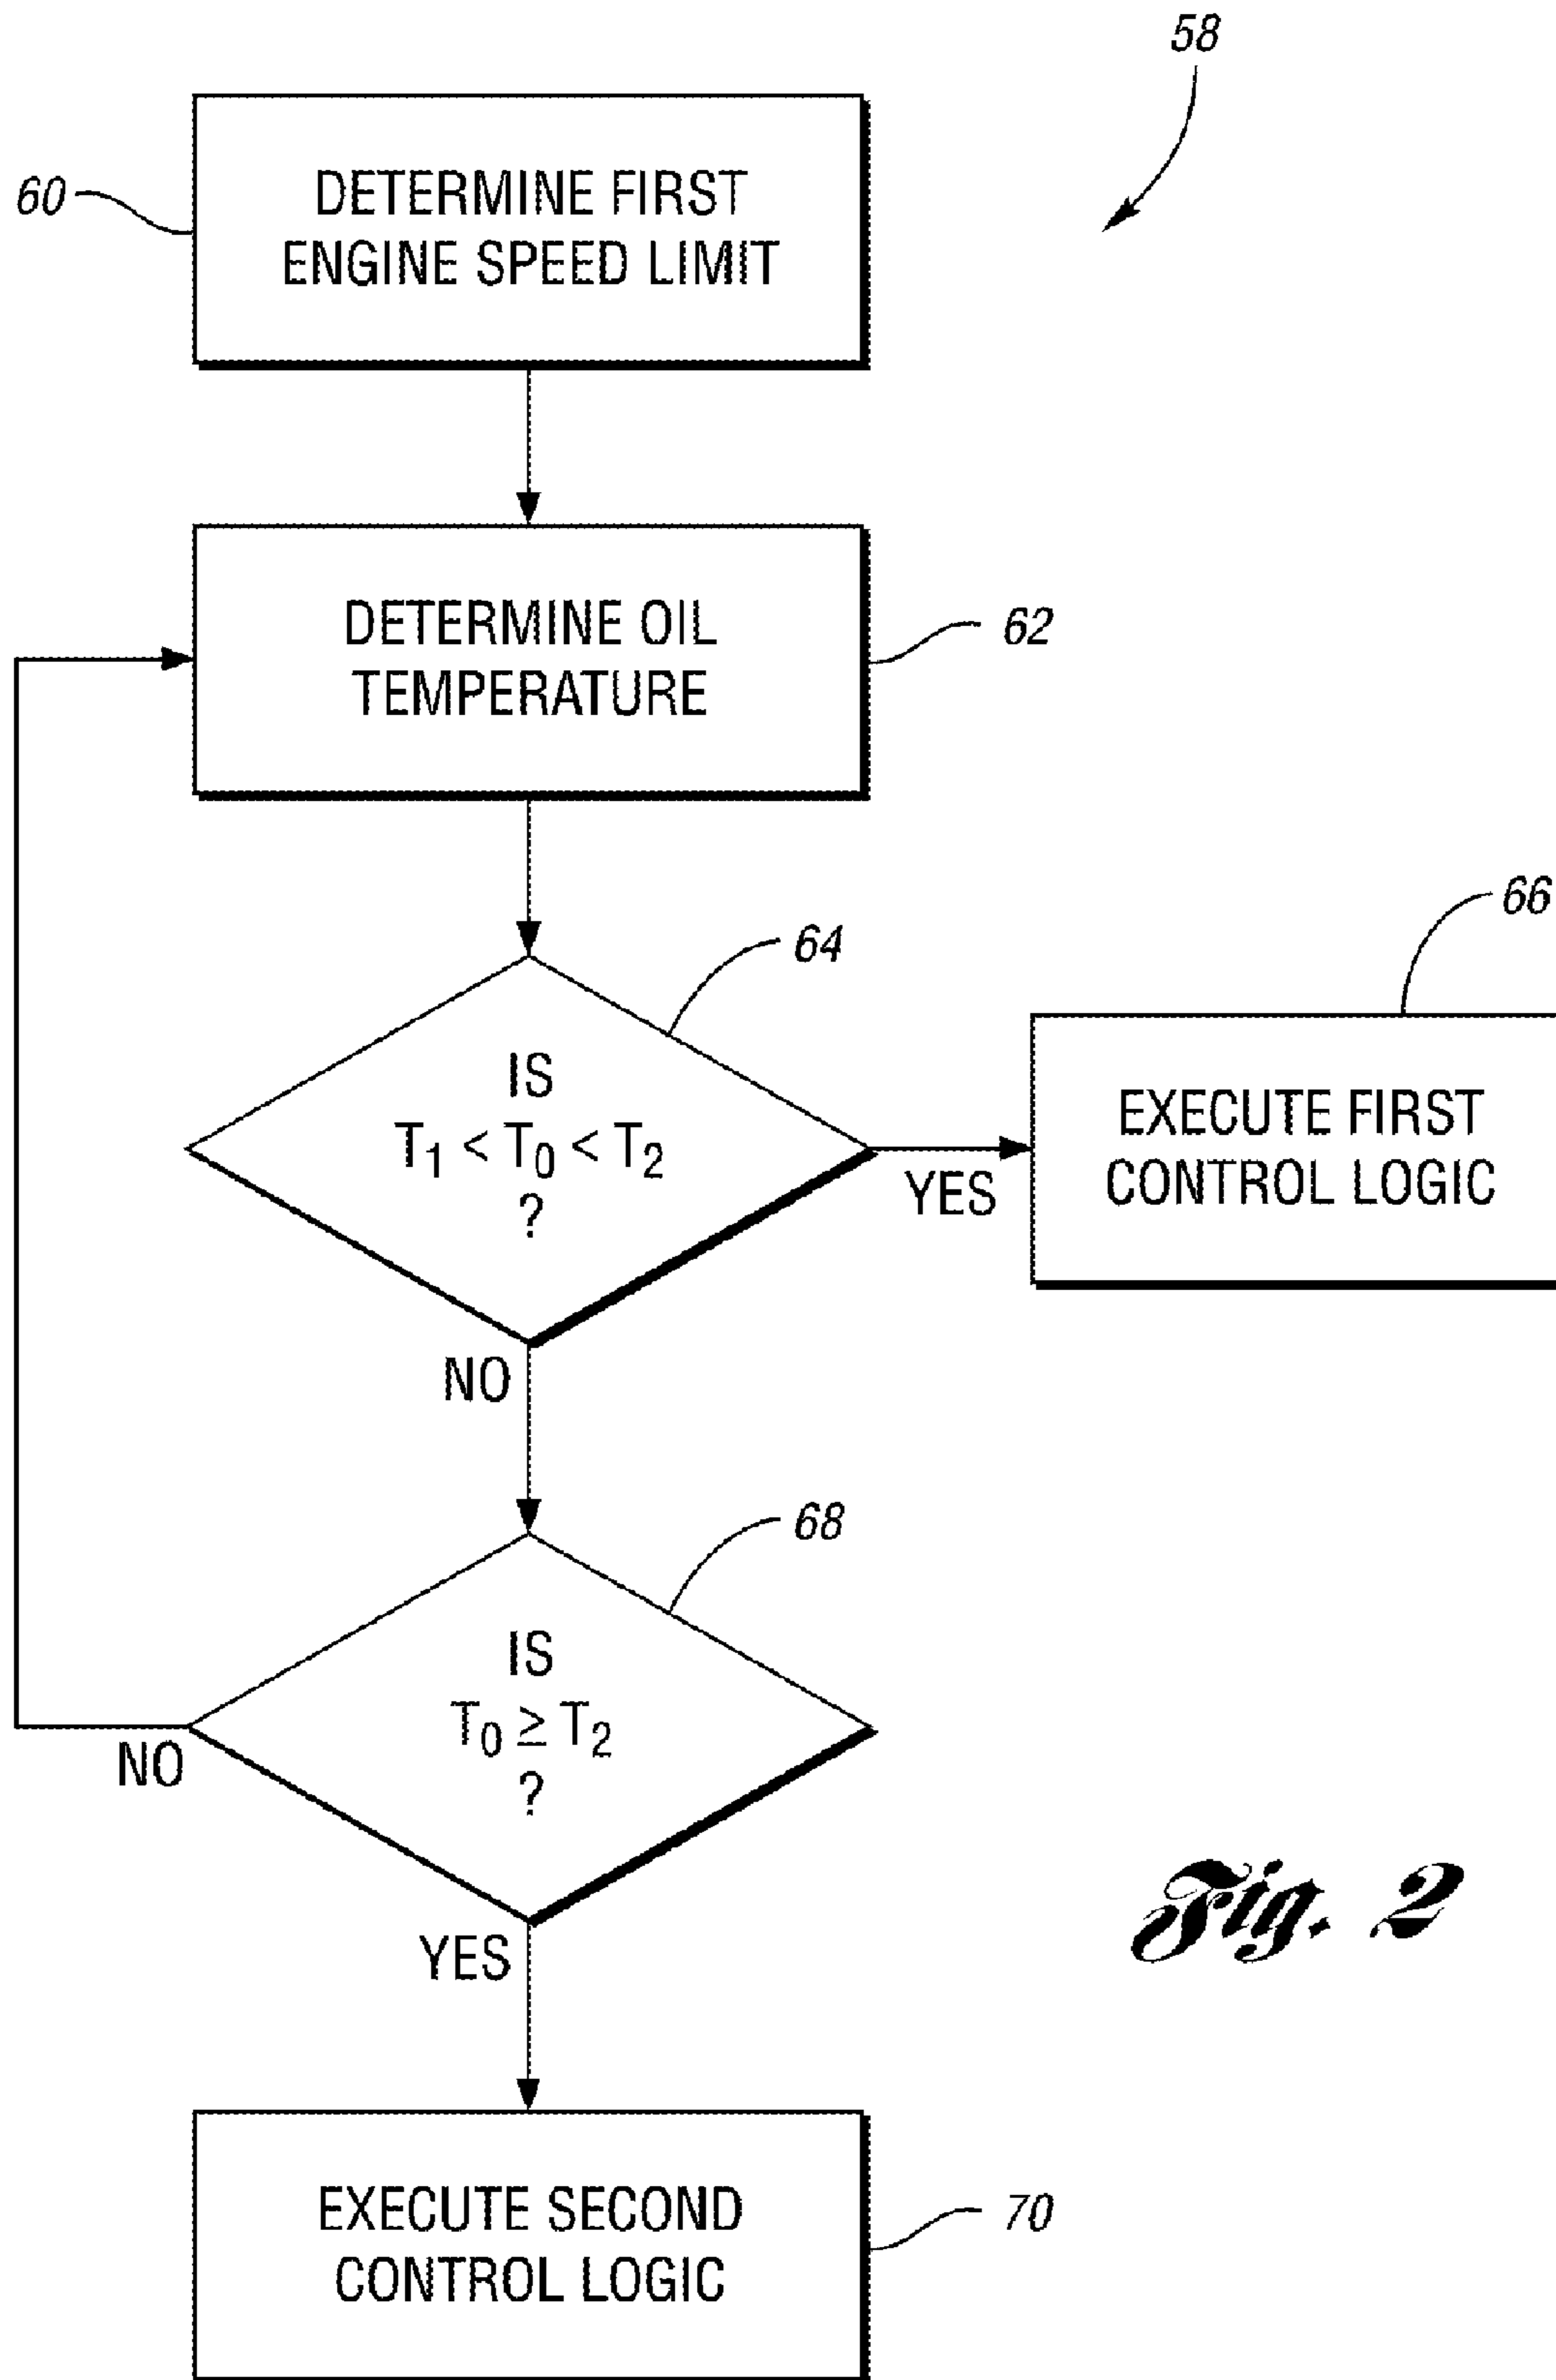 58
60
DETERMINE FIRST
ENGINE SPEED LIMIT
DETERMINE OIL
TEMPERATURE
62
64
IS
T₁ < T₀ < T₂
?
YES
66
EXECUTE FIRST
CONTROL LOGIC
NO
68
IS
T₀ ≥ T₂
?
NO
YES
Fig. 2
EXECUTE SECOND
CONTROL LOGIC
70